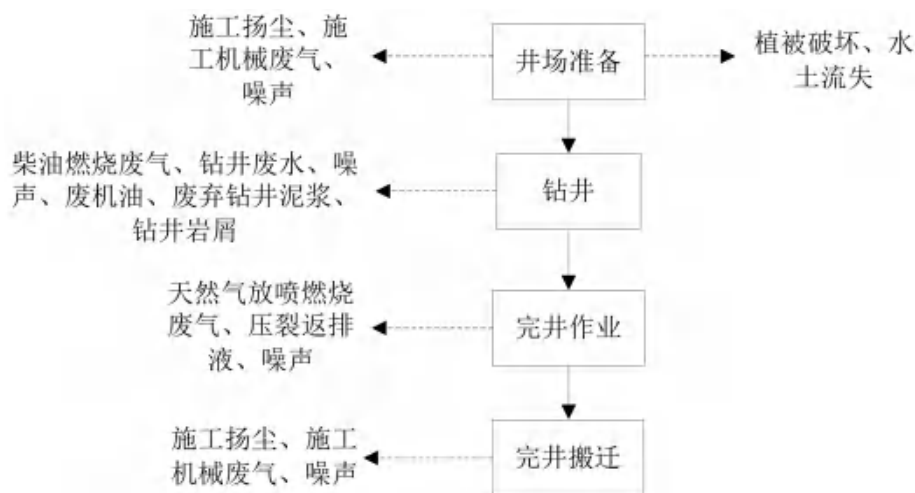 施工扬尘、施
工机械废气、
噪声
井场准备
植被破坏、水
土流失
柴油燃烧废气、钻井废水、噪
声、废机油、废弃钻井泥浆、
钻井岩屑
钻井
天然气放喷燃烧
废气、压裂返排
液、噪声
完井作业
施工扬尘、施工
机械废气、噪声
完井搬迁